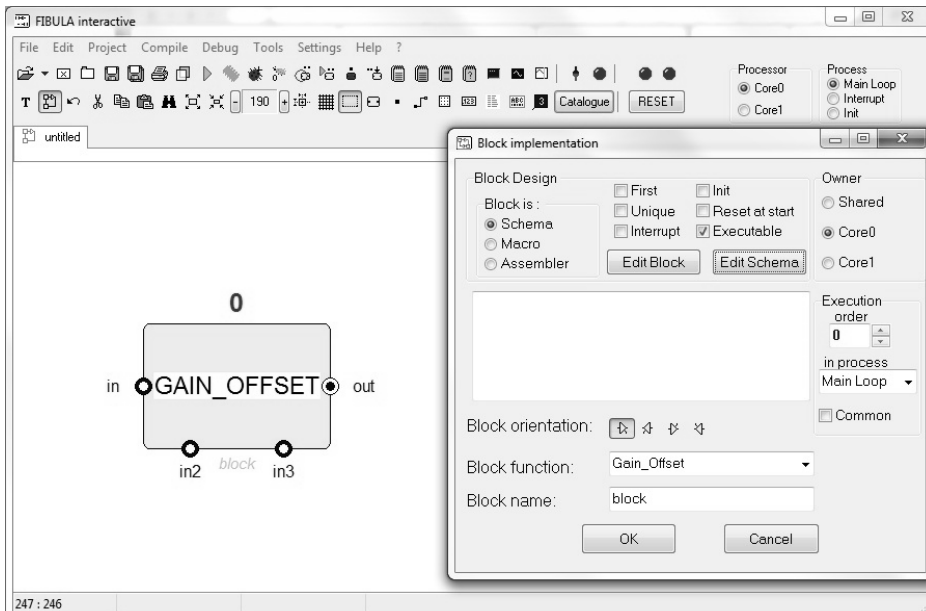 FIBULA interactive
File Edit Project Compile Debug Tools Settings Help ?
Processor
Core0
Core1
Process
Main Loop
Interrupt
Init
T - 190 + 123 ABC 3 Catalogue RESET
untitled
0
in GAIN_OFFSET out
in2 block in3
247 : 246
Block implementation
Block Design
Block is :
Schema
Macro
Assembler
First
Init
Unique
Reset at start
Interrupt
Executable
Edit Block
Edit Schema
Owner
Shared
Core0
Core1
Execution
order
0
in process
Main Loop
Common
Block orientation:
Block function: Gain_Offset
Block name: block
OK Cancel